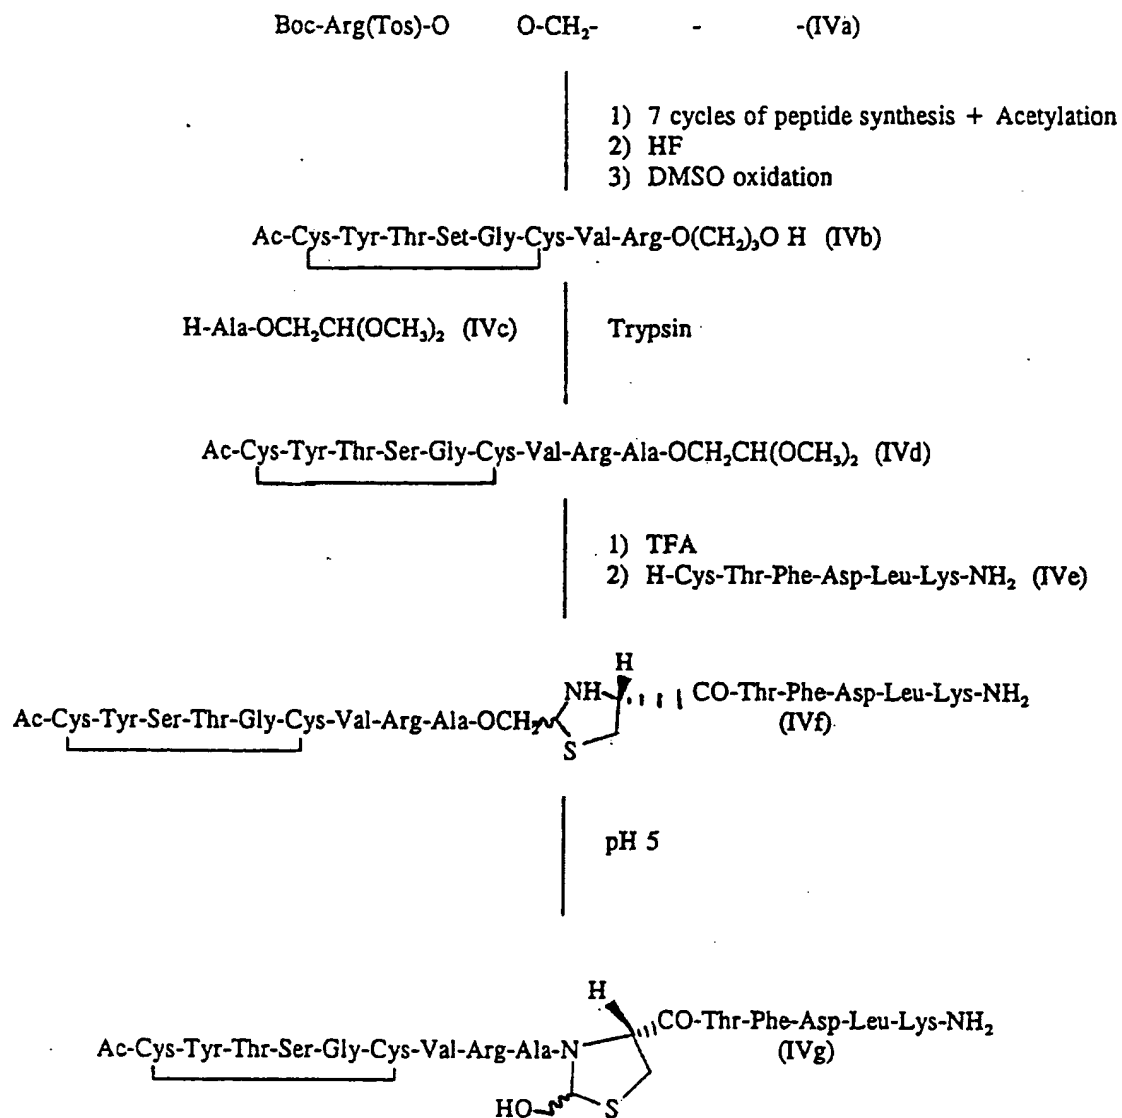 Boc-Arg(Tos)-O O-CH₂- - -(IVa)
1) 7 cycles of peptide synthesis + Acetylation
2) HF
3) DMSO oxidation
Ac-Cys-Tyr-Thr-Set-Gly-Cys-Val-Arg-O(CH₂)₃O H (IVb)
H-Ala-OCH₂CH(OCH₃)₂ (IVc)
Trypsin
Ac-Cys-Tyr-Thr-Ser-Gly-Cys-Val-Arg-Ala-OCH₂CH(OCH₃)₂ (IVd)
1) TFA
2) H-Cys-Thr-Phe-Asp-Leu-Lys-NH₂ (IVe)
H
NH
CO-Thr-Phe-Asp-Leu-Lys-NH₂
(IVf)
Ac-Cys-Tyr-Ser-Thr-Gly-Cys-Val-Arg-Ala-OCH₂
S
pH 5
H
CO-Thr-Phe-Asp-Leu-Lys-NH₂
(IVg)
Ac-Cys-Tyr-Thr-Ser-Gly-Cys-Val-Arg-Ala-N
HO
S